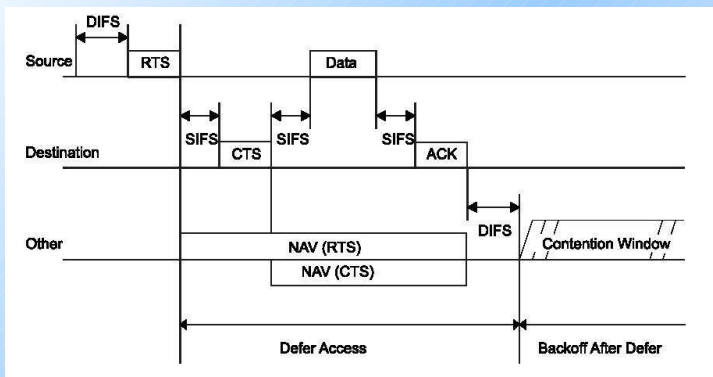 DIFS
Source
RTS
Data
SIFS
SIFS
SIFS
Destination
CTS
ACK
DIFS
Other
NAV (RTS)
Contention Window
NAV (CTS)
Defer Access
Backoff After Defer